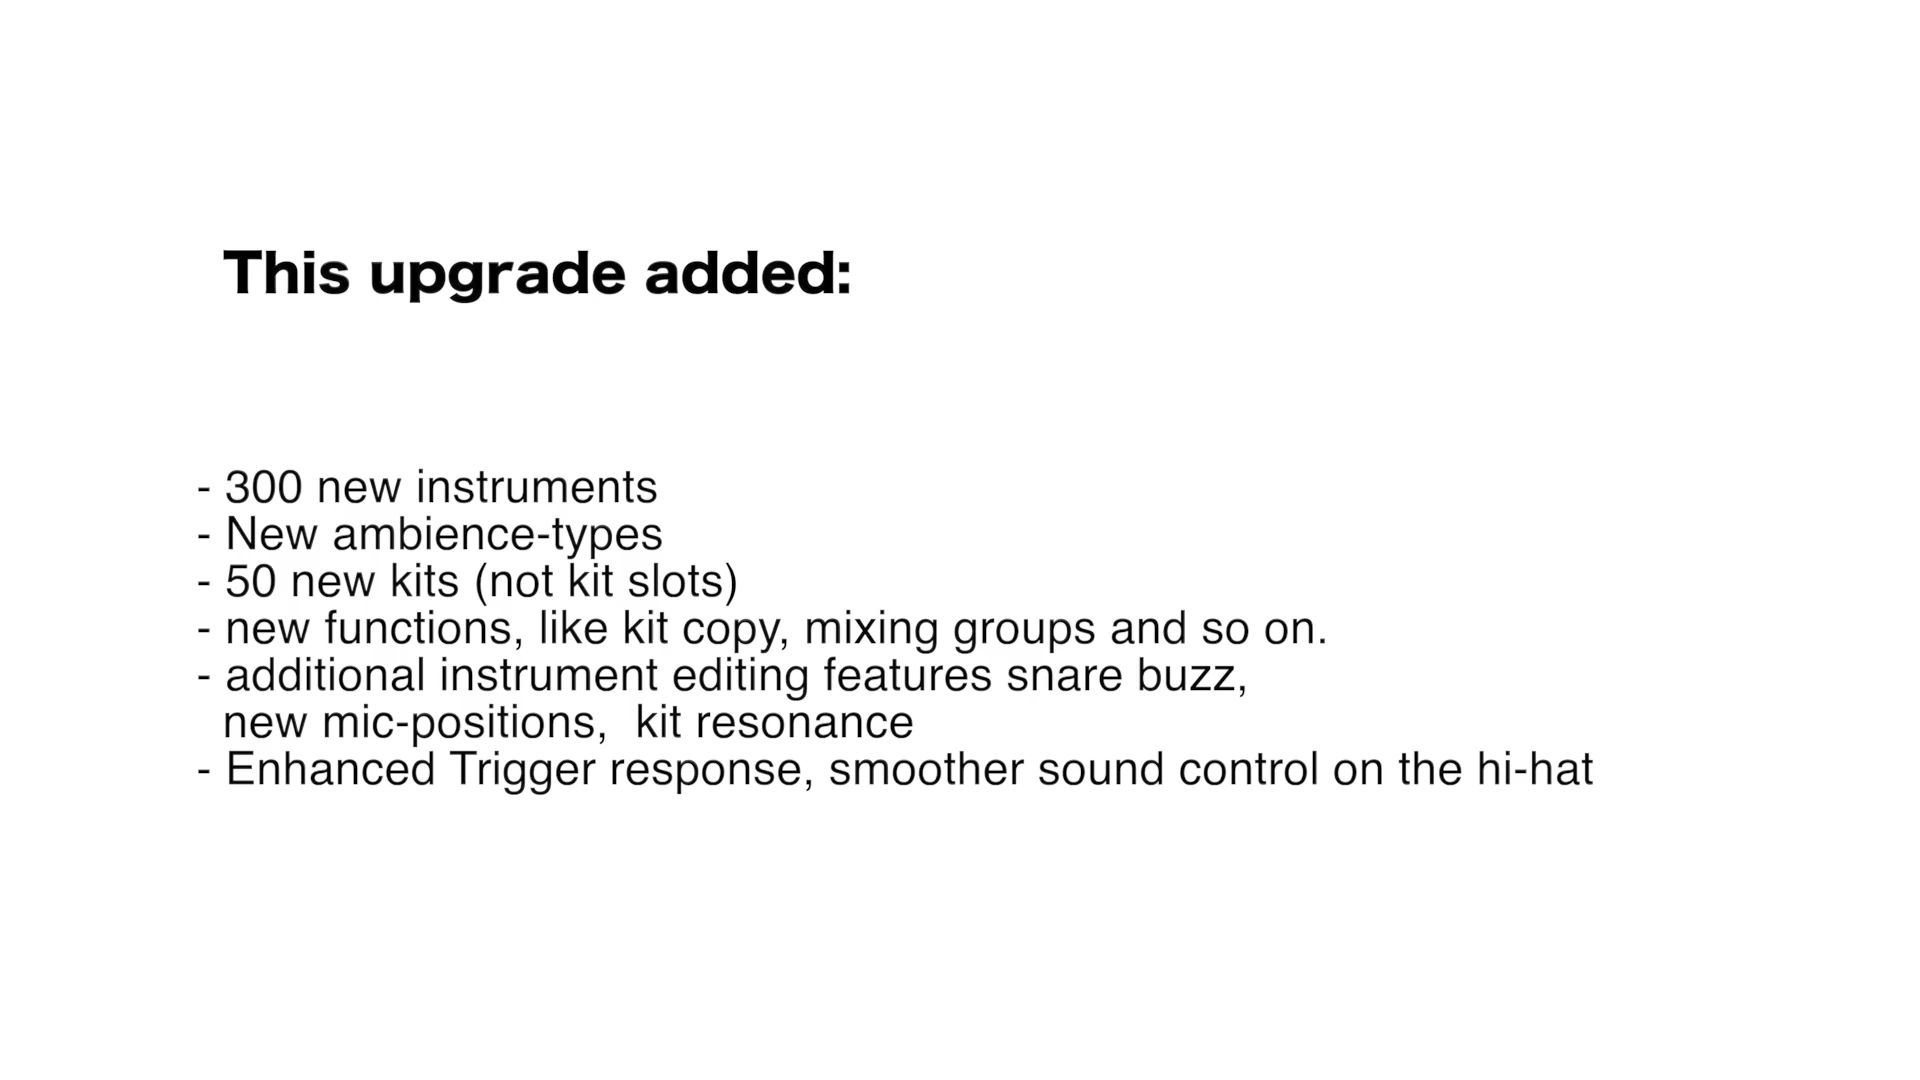 This upgrade added:
- 300 new instruments
- New ambience-types
- 50 new kits (not kit slots)
- new functions, like kit copy, mixing groups and so on.
- additional instrument editing features snare buzz,
new mic-positions,  kit resonance
- Enhanced Trigger response, smoother sound control on the hi-hat